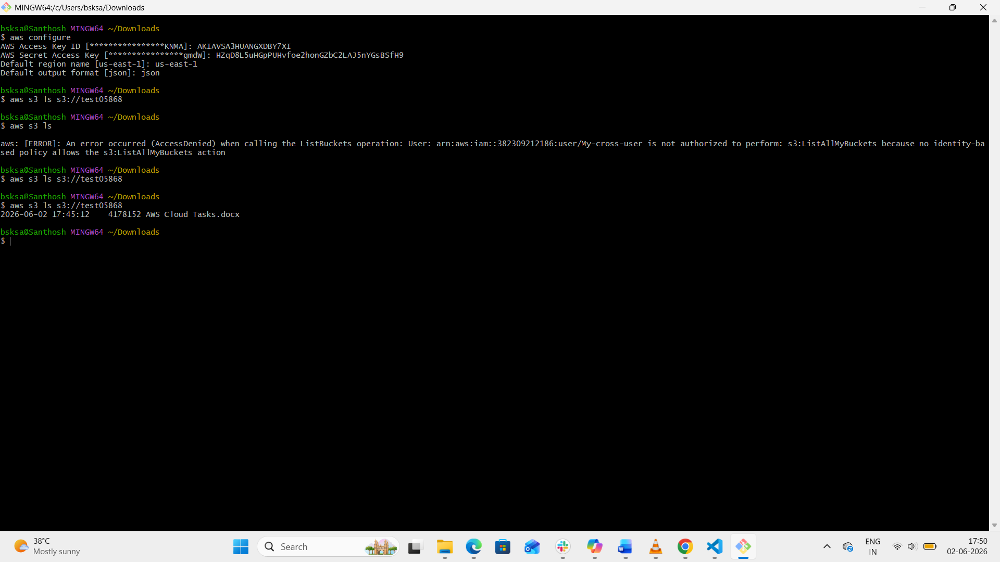 MINGW64:/c/Users/bsksa/Downloads
bsksa@Santhosh MINGW64 ~/Downloads
$ aws configure
AWS Access Key ID [****************KNMA]: AKIAVSA3HUANGXDBY7XI
AWS Secret Access Key [****************gmdW]: 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
Default region name [us-east-1]: us-east-1
Default output format [json]: json
bsksa@Santhosh MINGW64 ~/Downloads
$ aws s3 ls s3://test05868
bsksa@Santhosh MINGW64 ~/Downloads
$ aws s3 ls
aws: [ERROR]: An error occurred (AccessDenied) when calling the ListBuckets operation: User: arn:aws:iam::382309212186:user/My-cross-user is not authorized to perform: s3:ListAllMyBuckets because no identity-ba
sed policy allows the s3:ListAllMyBuckets action
bsksa@Santhosh MINGW64 ~/Downloads
$ aws s3 ls s3://test05868
bsksa@Santhosh MINGW64 ~/Downloads
$ aws s3 ls s3://test05868
2026-06-02 17:45:12    4178152 AWS Cloud Tasks.docx
bsksa@Santhosh MINGW64 ~/Downloads
$
38°C
Mostly sunny
Search
ENG
IN
17:50
02-06-2026